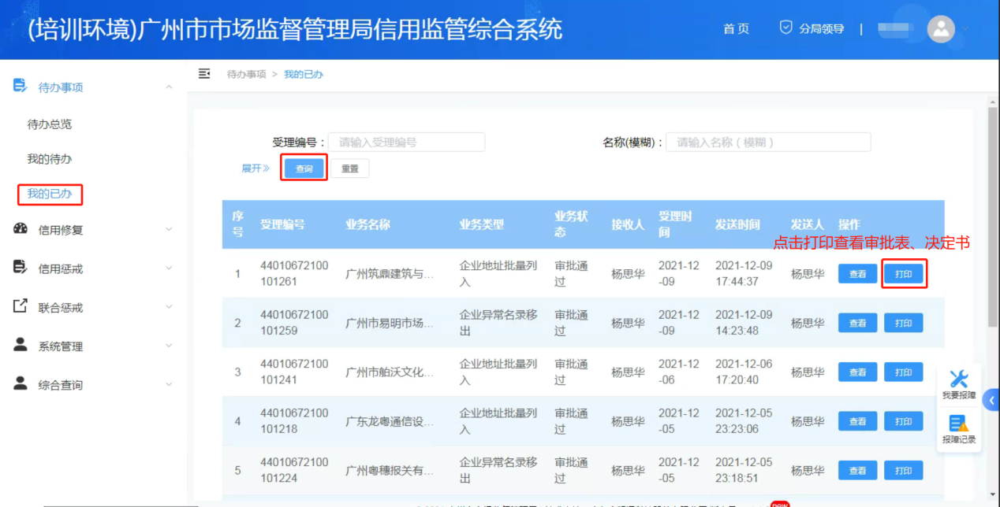 (培训环境)广州市市场监督管理局信用监管综合系统
首页
分局领导
|
待办事项
待办总览
我的待办
我的已办
信用修复
信用惩戒
联合惩戒
系统管理
综合查询
待办事项 > 我的已办
受理编号： 请输入受理编号
名称(模糊)： 请输入名称（模糊）
展开 查询 重置
序号 受理编号 业务名称 业务类型 业务状态 接收人 受理时间 发送时间 发送人 操作
点击打印查看审批表、决定书
1 44010672100101261 广州筑鼎建筑与... 企业地址批量列入 审批通过 杨思华 2021-12-09 2021-12-09 17:44:37 杨思华 查看 打印
2 44010672100101259 广州市易明市场... 企业异常名录移出 审批通过 杨思华 2021-12-09 2021-12-09 14:23:48 杨思华 查看 打印
3 44010672100101241 广州市舶沃文化... 企业地址批量列入 审批通过 杨思华 2021-12-06 2021-12-06 17:20:40 杨思华 查看 打印
4 44010672100101218 广东龙粤通信设... 企业地址批量列入 审批通过 杨思华 2021-12-05 2021-12-05 23:23:06 杨思华 查看 打印
5 44010672100101224 广州粤穗报关有... 企业异常名录移出 审批通过 杨思华 2021-12-05 2021-12-05 23:18:51 杨思华 查看 打印
我要报障
报障记录